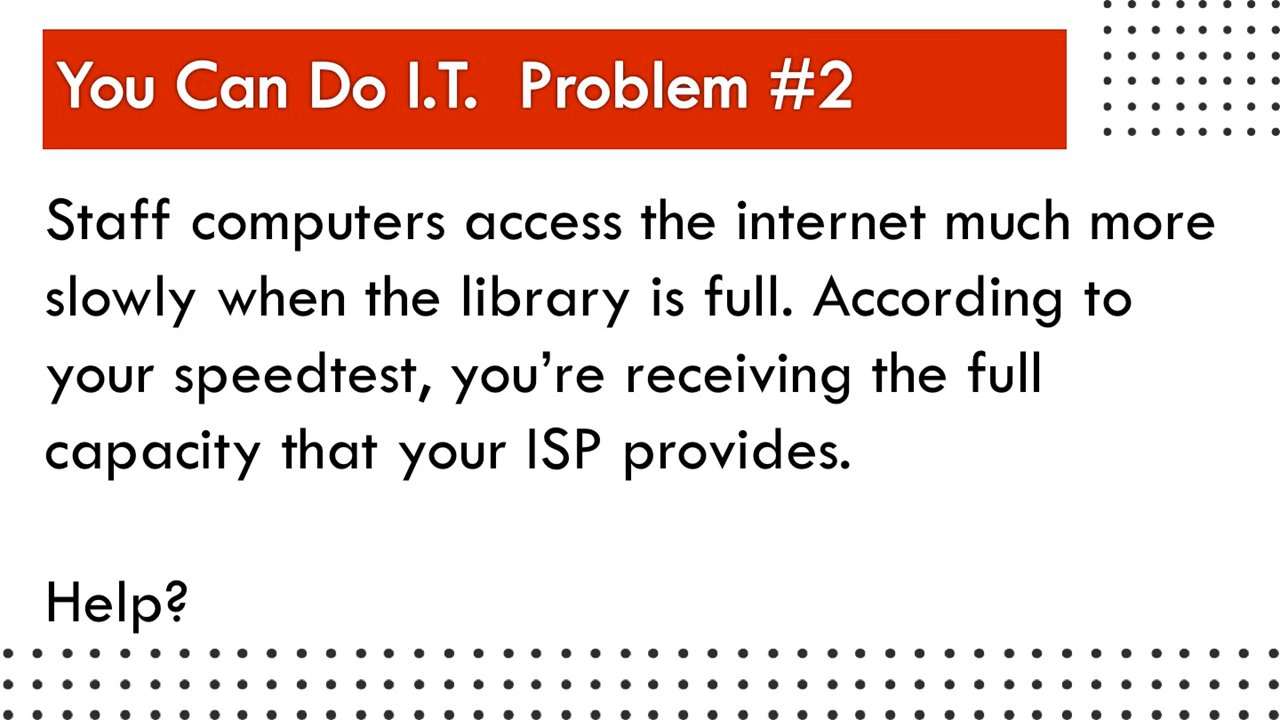 You Can Do I.T.  Problem #2
Staff computers access the internet much more
slowly when the library is full. According to
your speedtest, you’re receiving the full
capacity that your ISP provides.
Help?